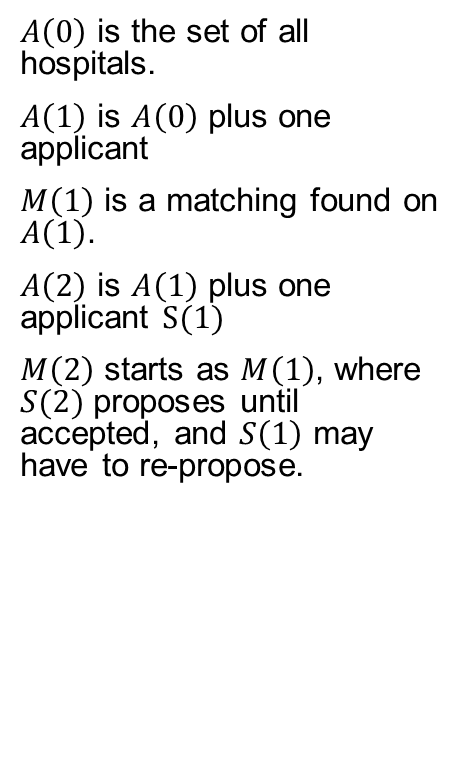 A(0) is the set of all
hospitals.
A(1) is A(0) plus one
applicant
M(1) is a matching found on
A(1).
A(2) is A(1) plus one
applicant S(1)
M(2) starts as M(1), where
S(2) proposes until
accepted, and S(1) may
have to re-propose.